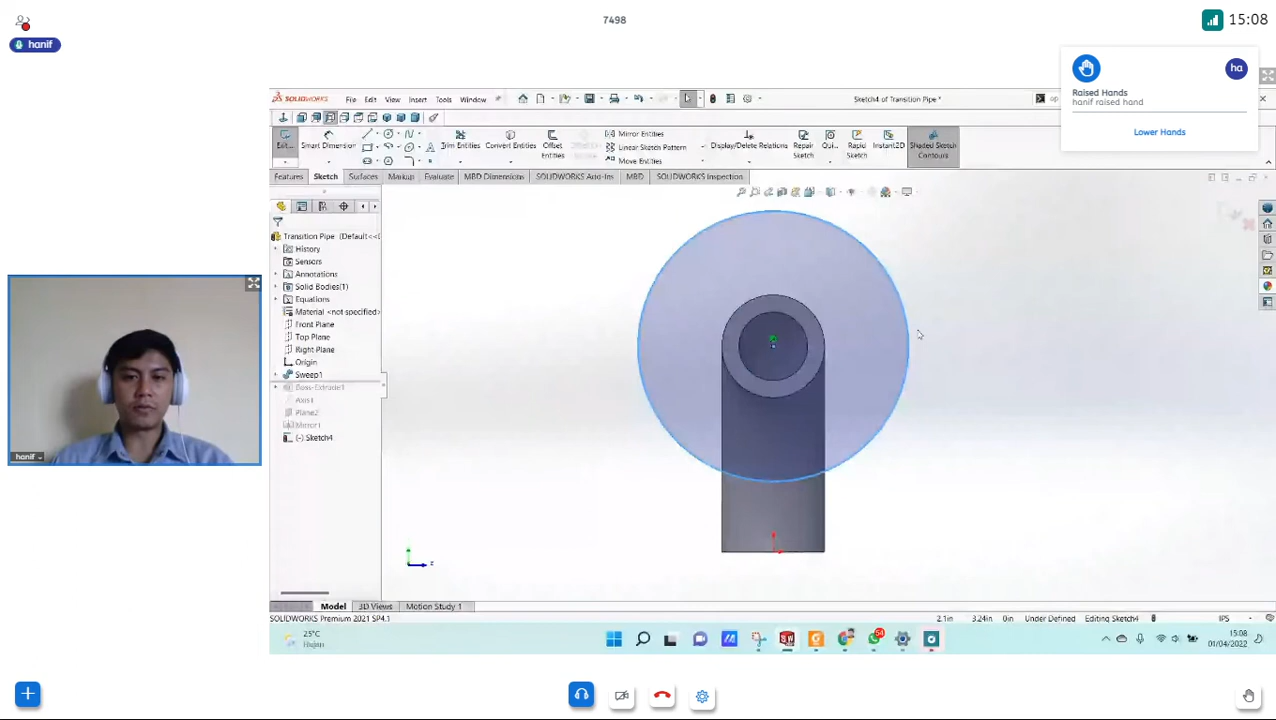 7498
15:08
hanif
ha
Raised Hands
hanif raised hand
Lower Hands
SOLIDWORKS
File Edit View Insert Tools Window
Sketch4 of Transition Pipe *
Edit...
Smart Dimension
Trim Entities
Convert Entities
Offset Entities
Mirror Entities
Linear Sketch Pattern
Move Entities
Display/Delete Relations
Repair Sketch
Qui...
Rapid Sketch
Instant2D
Shaded Sketch Contours
Features Sketch Surfaces Markup Evaluate MBD Dimensions SOLIDWORKS Add-Ins MBD SOLIDWORKS Inspection
Transition Pipe (Default<<D
History
Sensors
Annotations
Solid Bodies(1)
Equations
Material <not specified>
Front Plane
Top Plane
Right Plane
Origin
Sweep1
Boss-Extrude1
Axis1
Plane2
Mirror1
(-) Sketch4
hanif
z
Model 3D Views Motion Study 1
SOLIDWORKS Premium 2021 SP4.1
2.1in 3.24in 0in Under Defined Editing Sketch4 IPS
25°C
Hujan
54
15:08
01/04/2022